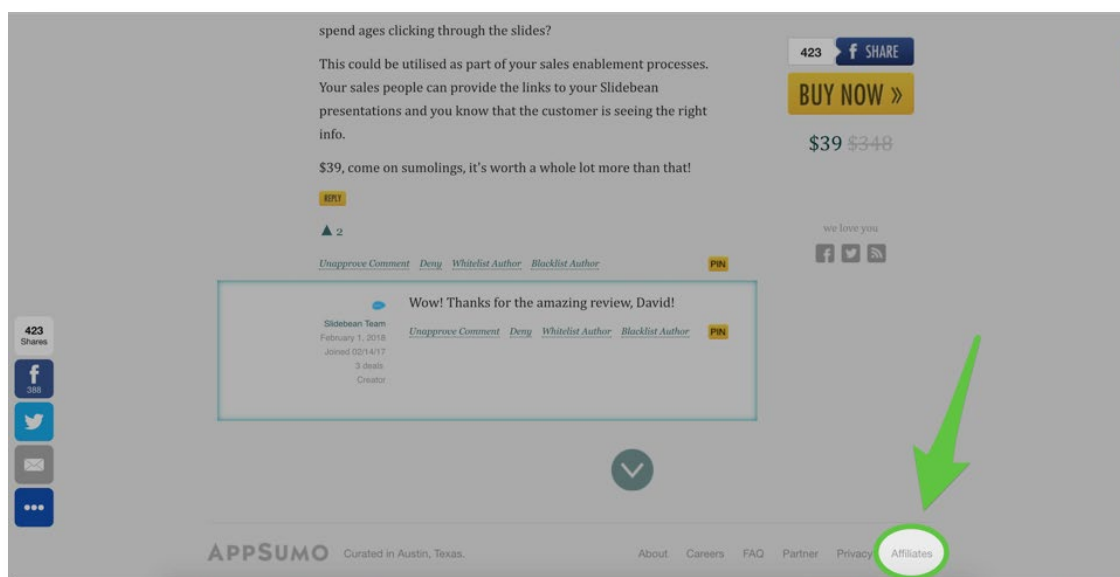 spend ages clicking through the slides?
This could be utilised as part of your sales enablement processes.
Your sales people can provide the links to your Slidebean
presentations and you know that the customer is seeing the right
info.
$39, come on sumolings, it's worth a whole lot more than that!
REPLY
▲ 2
Unapprove Comment Deny Whitelist Author Blacklist Author PIN
Wow! Thanks for the amazing review, David!
Slidebean Team
February 1, 2018
Joined 02/14/17
3 deals
Creator
Unapprove Comment Deny Whitelist Author Blacklist Author PIN
423 f SHARE
BUY NOW »
$39 $348
we love you
423
Shares
388
APPSUMO Curated in Austin, Texas. About Careers FAQ Partner Privacy Affiliates